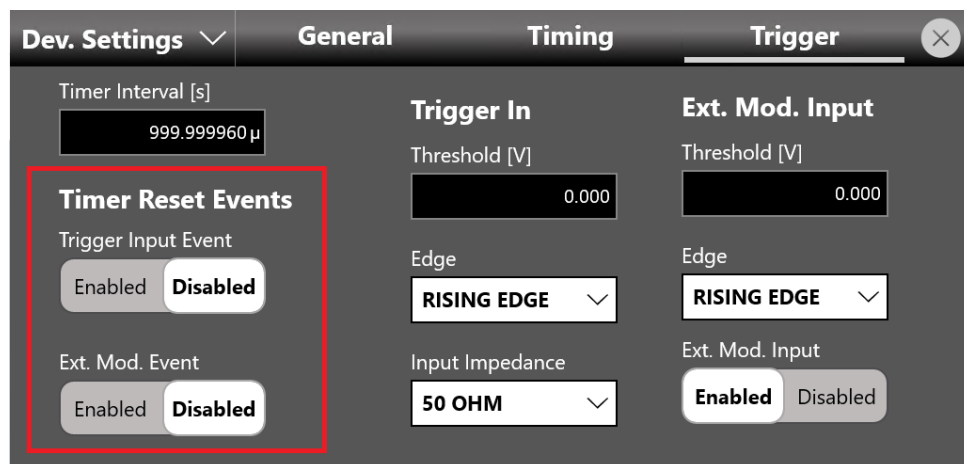 Dev. Settings General Timing Trigger
Timer Interval [s]
999.999960 µ
Timer Reset Events
Trigger Input Event
Enabled Disabled
Ext. Mod. Event
Enabled Disabled
Trigger In
Threshold [V]
0.000
Edge
RISING EDGE
Input Impedance
50 OHM
Ext. Mod. Input
Threshold [V]
0.000
Edge
RISING EDGE
Ext. Mod. Input
Enabled Disabled